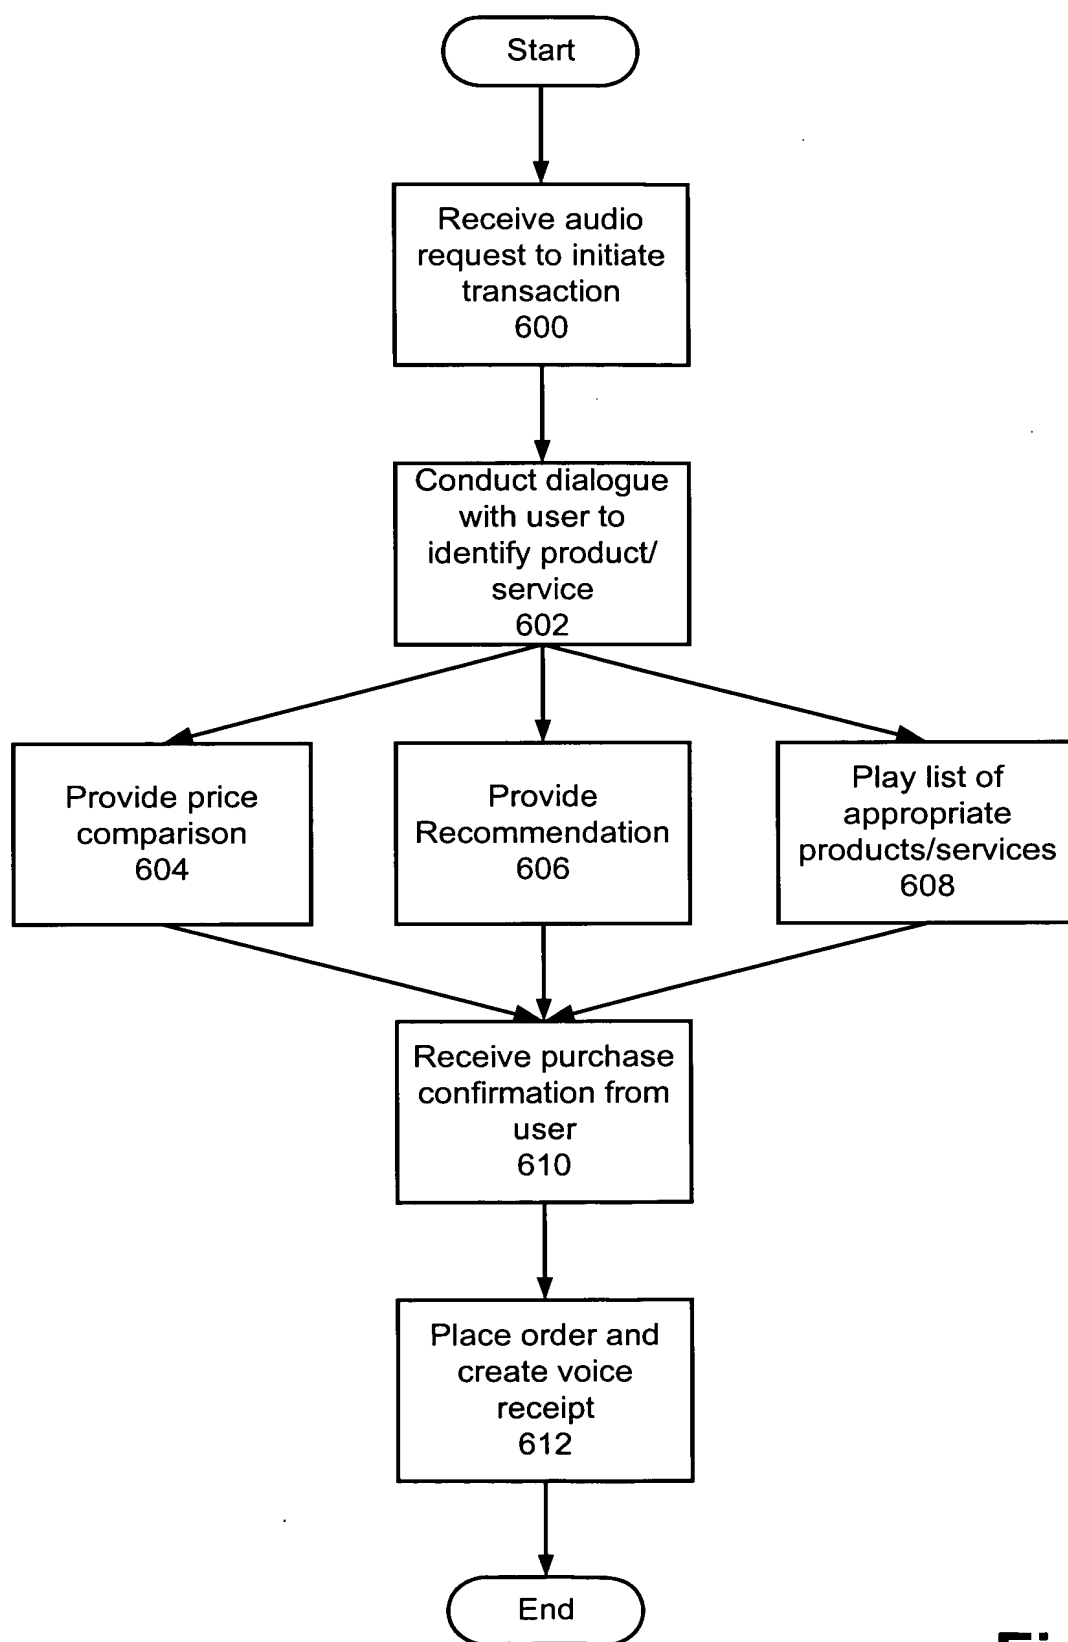 Start
Receive audio
request to initiate
transaction
600
Conduct dialogue
with user to
identify product/
service
602
Provide price
comparison
604
Provide
Recommendation
606
Play list of
appropriate
products/services
608
Receive purchase
confirmation from
user
610
Place order and
create voice
receipt
612
End